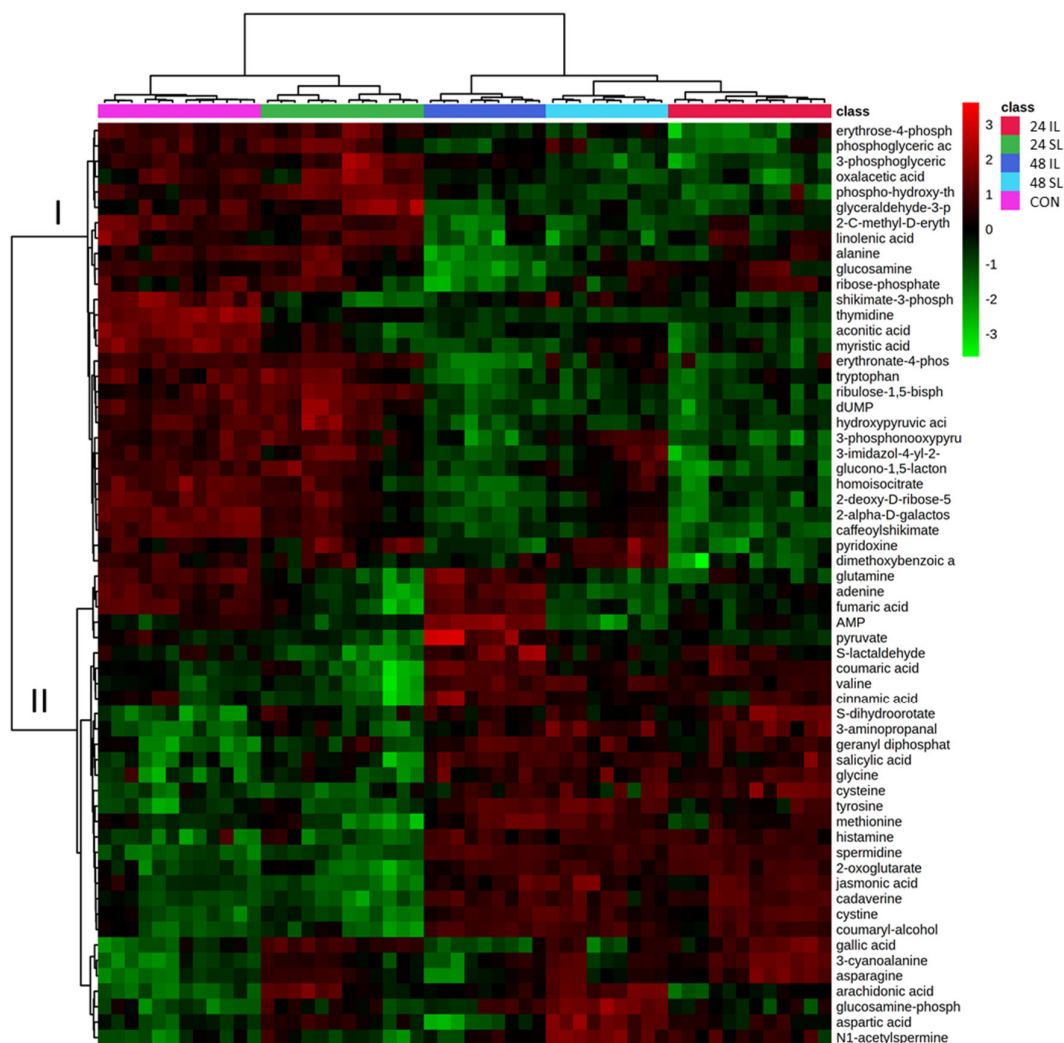 class
erythrose-4-phosph
phosphoglyceric ac
3-phosphoglyceric
oxalacetic acid
phospho-hydroxy-th
glyceraldehyde-3-p
2-C-methyl-D-eryth
linolenic acid
alanine
glucosamine
ribose-phosphate
shikimate-3-phosph
thymidine
aconitic acid
myristic acid
erythronate-4-phos
tryptophan
ribulose-1,5-bisph
dUMP
hydroxypyruvic aci
3-phosphonooxypyru
3-imidazol-4-yl-2-
glucono-1,5-lacton
homoisocitrate
2-deoxy-D-ribose-5
2-alpha-D-galactos
caffeoylshikimate
pyridoxine
dimethoxybenzoic a
glutamine
adenine
fumaric acid
AMP
pyruvate
S-lactaldehyde
coumaric acid
valine
cinnamic acid
S-dihydroorotate
3-aminopropanal
geranyl diphosphat
salicylic acid
glycine
cysteine
tyrosine
methionine
histamine
spermidine
2-oxoglutarate
jasmonic acid
cadaverine
cystine
coumaryl-alcohol
gallic acid
3-cyanoalanine
asparagine
arachidonic acid
glucosamine-phosph
aspartic acid
N1-acetylspermine
I
II
3
2
1
0
-1
-2
-3
class
24 IL
24 SL
48 IL
48 SL
CON